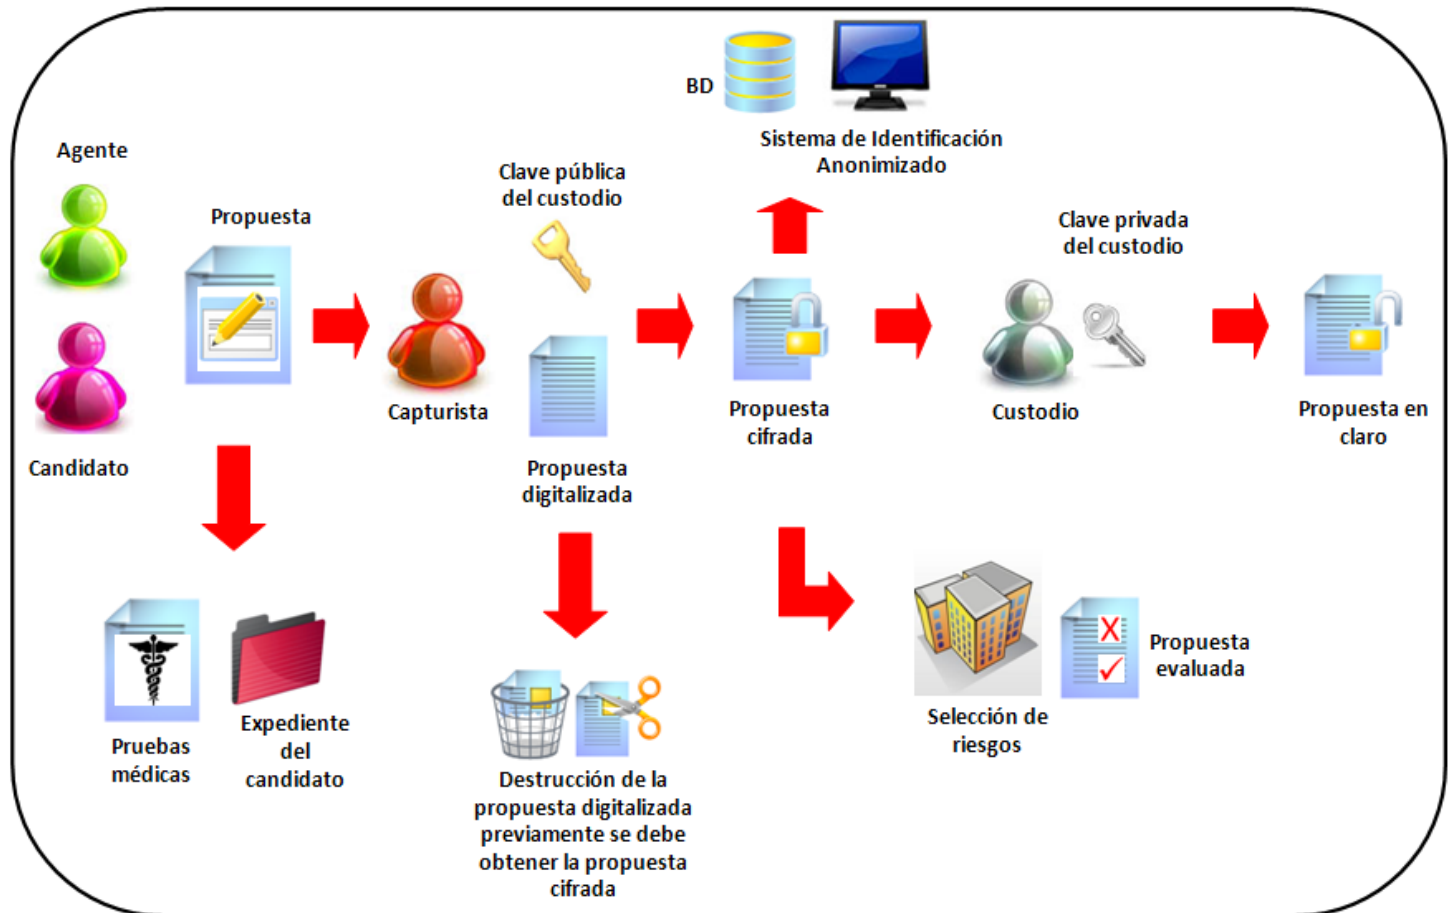 BD
Sistema de Identificación
Anonimizado
Agente
Propuesta
Clave pública
del custodio
Clave privada
del custodio
Candidato
Capturista
Propuesta
digitalizada
Propuesta
cifrada
Custodio
Propuesta en
claro
Pruebas
médicas
Expediente
del
candidato
Destrucción de la
propuesta digitalizada
previamente se debe
obtener la propuesta
cifrada
Selección de
riesgos
Propuesta
evaluada